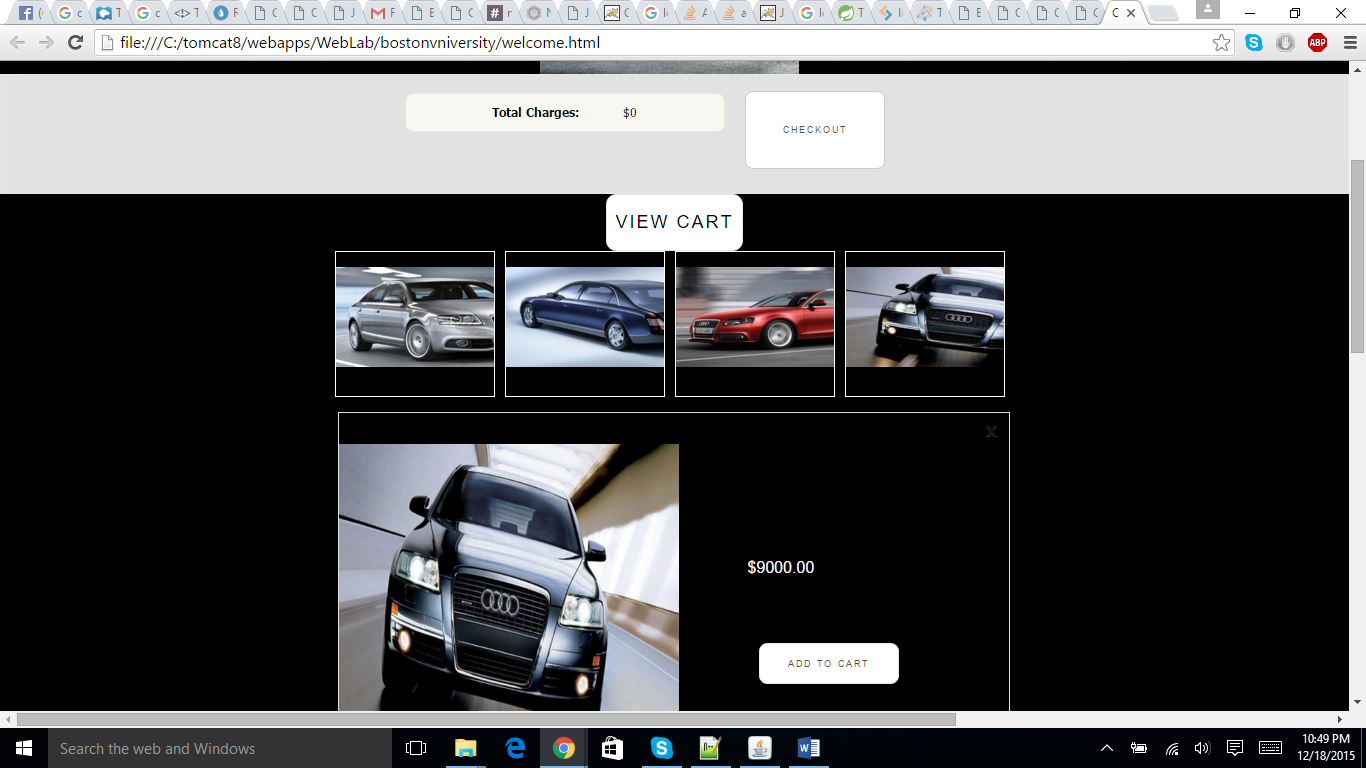 file:///C:/tomcat8/webapps/WebLab/bostonvniversity/welcome.html
ABP
Total Charges: $0
CHECKOUT
VIEW CART
X
$9000.00
ADD TO CART
Search the web and Windows
10:49 PM
12/18/2015